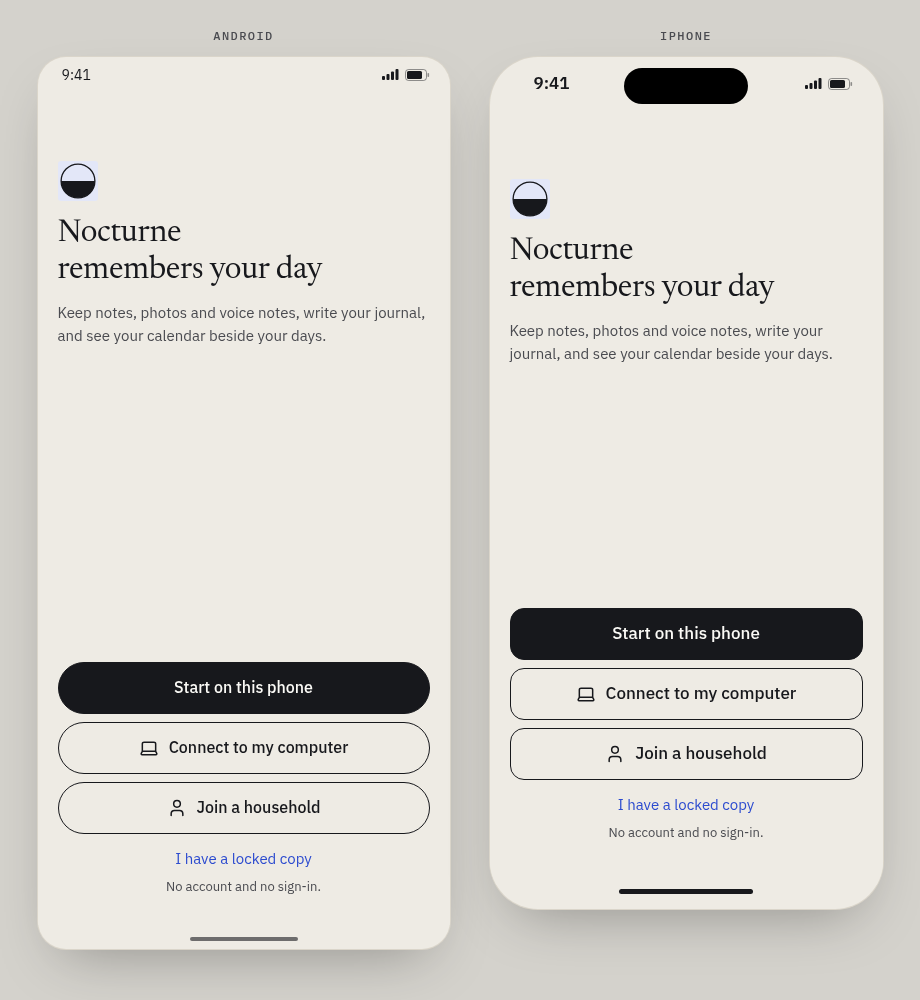 ANDROID
9:41
Nocturne
remembers your day
Keep notes, photos and voice notes, write your journal,
and see your calendar beside your days.
Start on this phone
Connect to my computer
Join a household
I have a locked copy
No account and no sign-in.
IPHONE
9:41
Nocturne
remembers your day
Keep notes, photos and voice notes, write your
journal, and see your calendar beside your days.
Start on this phone
Connect to my computer
Join a household
I have a locked copy
No account and no sign-in.